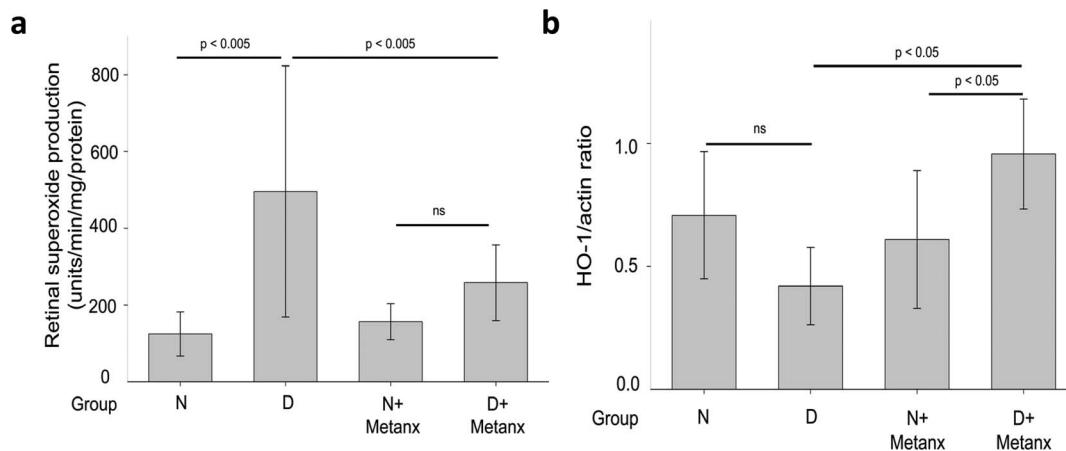 a
p < 0.005
p < 0.005
ns
Retinal superoxide production
(units/min/mg/protein)
800
600
400
200
0
Group
N
D
N+
Metanx
D+
Metanx
b
p < 0.05
p < 0.05
ns
HO-1/actin ratio
1.0
0.5
0.0
Group
N
D
N+
Metanx
D+
Metanx